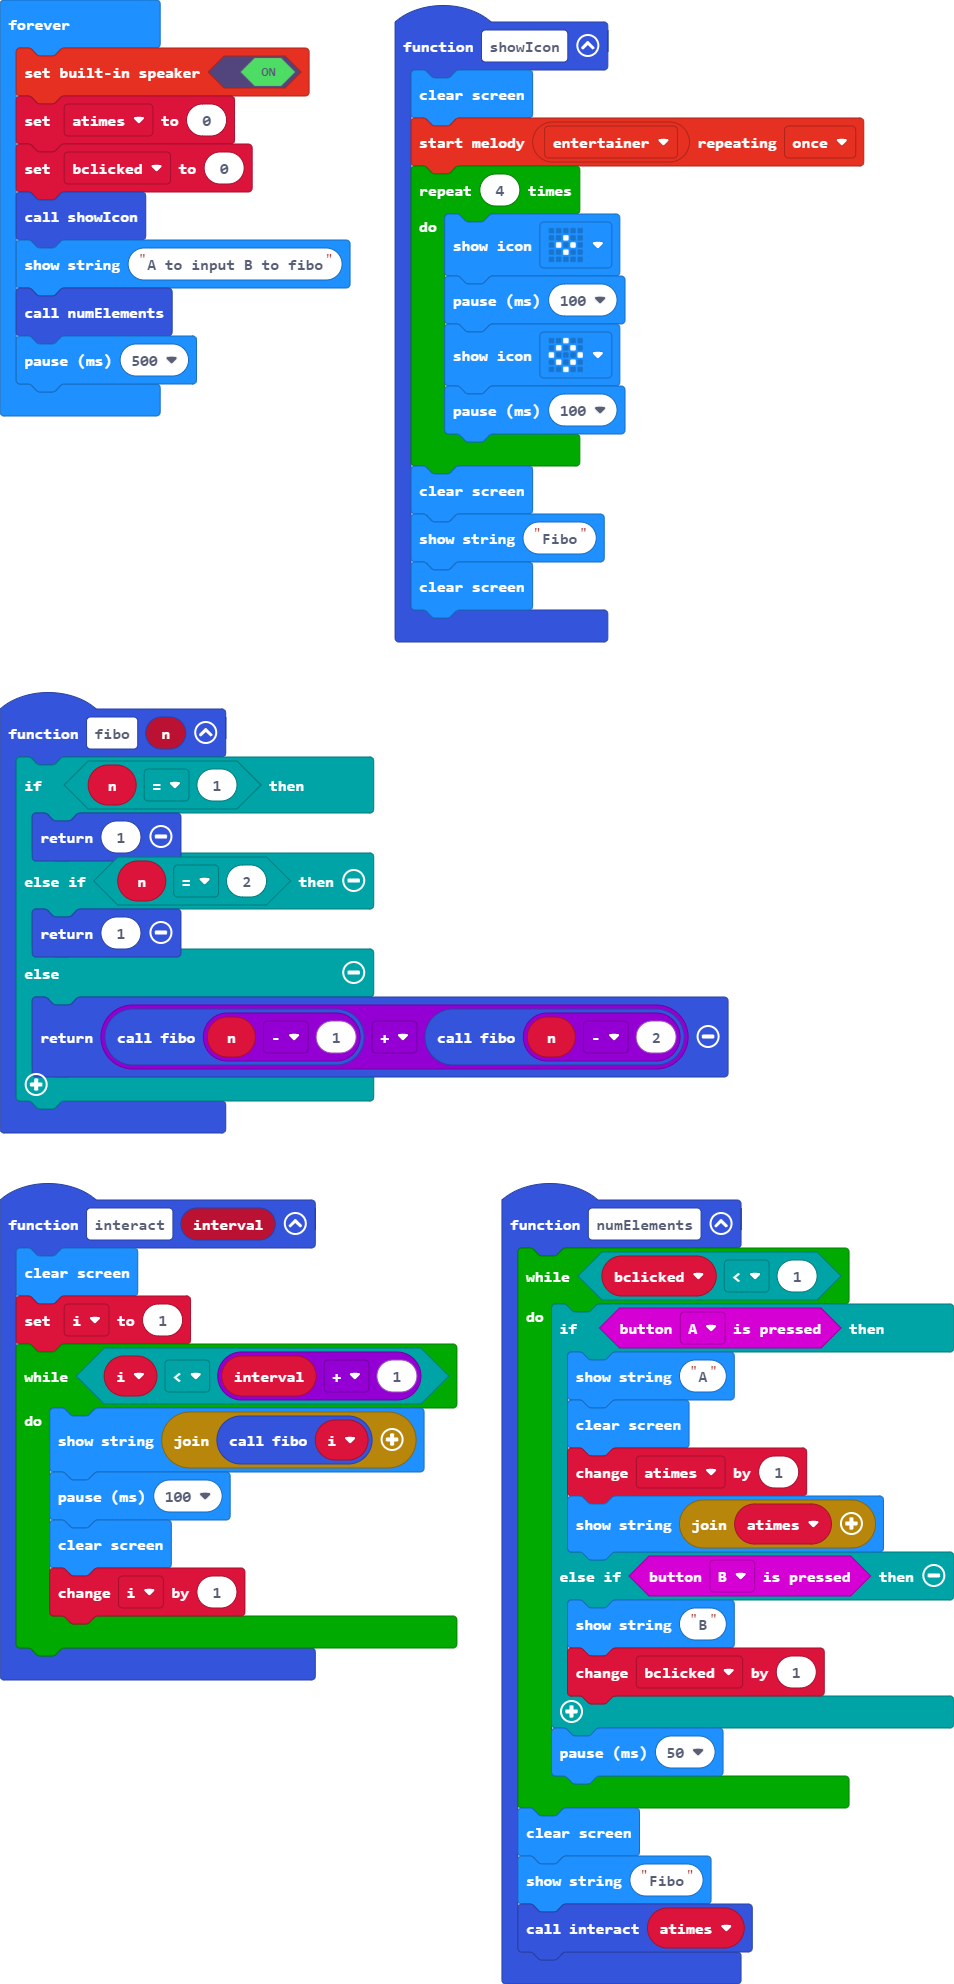 forever
set built-in speaker ON
set atimes to 0
set bclicked to 0
call showIcon
show string "A to input B to fibo"
call numElements
pause (ms) 500
function showIcon
clear screen
start melody entertainer repeating once
repeat 4 times
do
show icon
pause (ms) 100
show icon
pause (ms) 100
clear screen
show string "Fibo"
clear screen
function fibo n
if n = 1 then
return 1
else if n = 2 then
return 1
else
return call fibo n - 1 + call fibo n - 2
function interact interval
clear screen
set i to 1
while i < interval + 1
do
show string join call fibo i
pause (ms) 100
clear screen
change i by 1
function numElements
while bclicked < 1
do
if button A is pressed then
show string "A"
clear screen
change atimes by 1
show string join atimes
else if button B is pressed then
show string "B"
change bclicked by 1
pause (ms) 50
clear screen
show string "Fibo"
call interact atimes